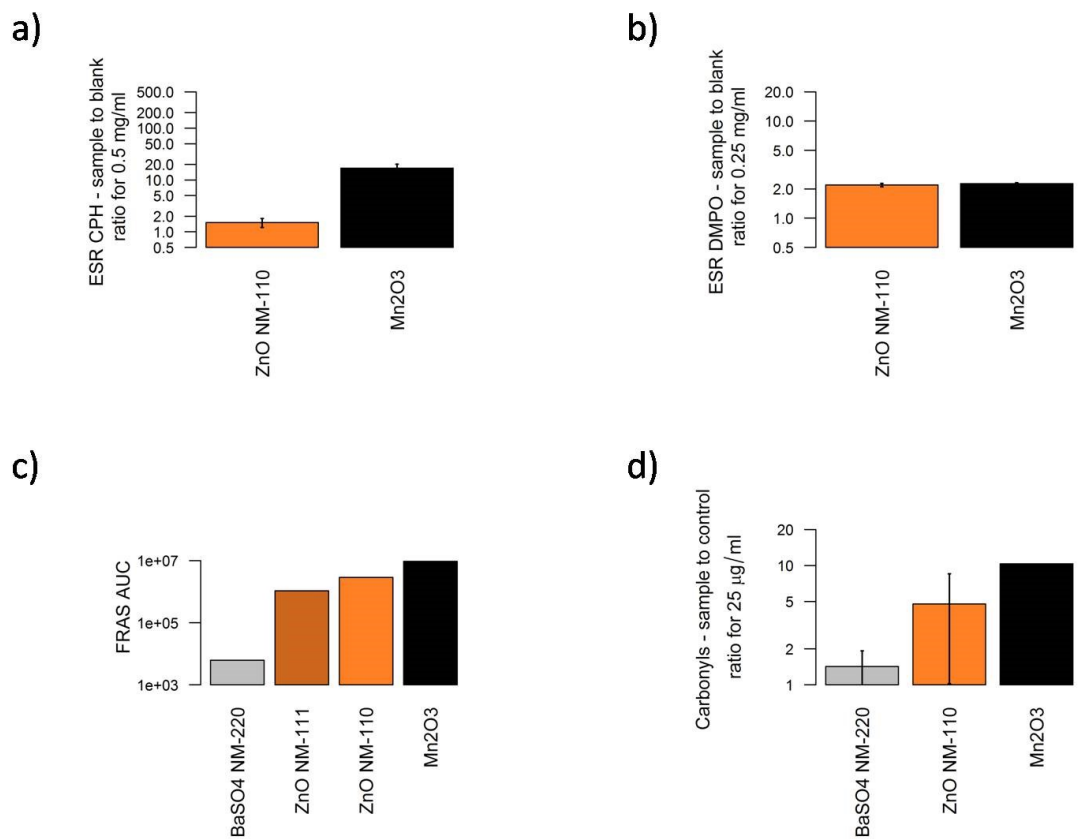 a)
ESR CPH - sample to blank
ratio for 0.5 mg/ml
500.0
200.0
100.0
50.0
20.0
10.0
5.0
2.0
1.0
0.5
ZnO NM-110
Mn2O3
b)
ESR DMPO - sample to blank
ratio for 0.25 mg/ml
20.0
10.0
5.0
2.0
1.0
0.5
ZnO NM-110
Mn2O3
c)
FRAS AUC
1e+07
1e+05
1e+03
BaSO4 NM-220
ZnO NM-111
ZnO NM-110
Mn2O3
d)
Carbonyls - sample to control
ratio for 25 μg/ml
20
10
5
2
1
BaSO4 NM-220
ZnO NM-110
Mn2O3